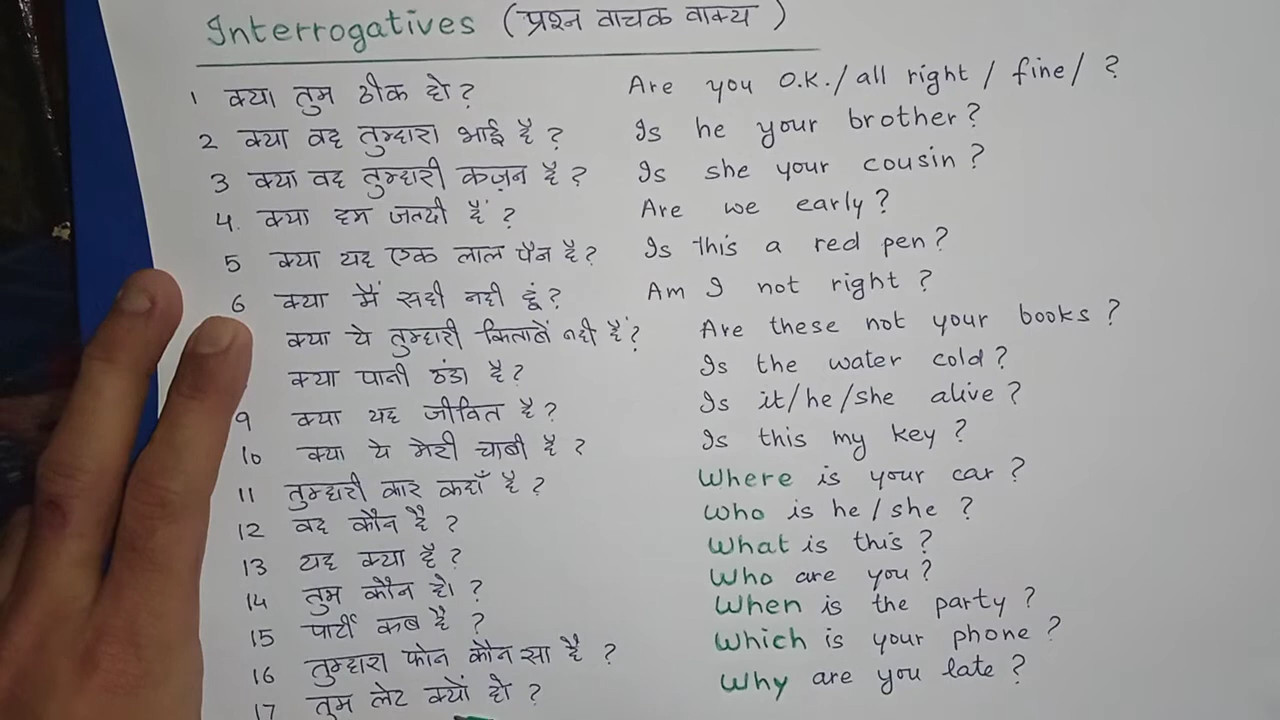 Interrogatives (प्रश्न वाचक वाक्य)
1 क्या तुम ठीक हो? Are you O.K./all right / fine/ ?
2 क्या वह तुम्हारा भाई है? Is he your brother?
3 क्या वह तुम्हारी कज़न है? Is she your cousin?
4. क्या हम जल्दी हैं? Are we early?
5 क्या यह एक लाल पैन है? Is this a red pen?
6 क्या मैं सही नही हूं? Am I not right ?
क्या ये तुम्हारी किताबें नही हैं? Are these not your books ?
क्या पानी ठंडा है? Is the water cold?
9 क्या यह जीवित है? Is it/he/she alive ?
10 क्या ये मेरी चाबी है? Is this my key ?
11 तुम्हारी कार कहाँ है? Where is your car ?
12 वह कौन है? Who is he/she ?
13 यह क्या है? What is this ?
14 तुम कौन हो? Who are you?
15 पार्टी कब है? When is the party ?
16 तुम्हारा फोन कौन सा है? Which is your phone ?
17 तुम लेट क्यों हो? Why are you late ?